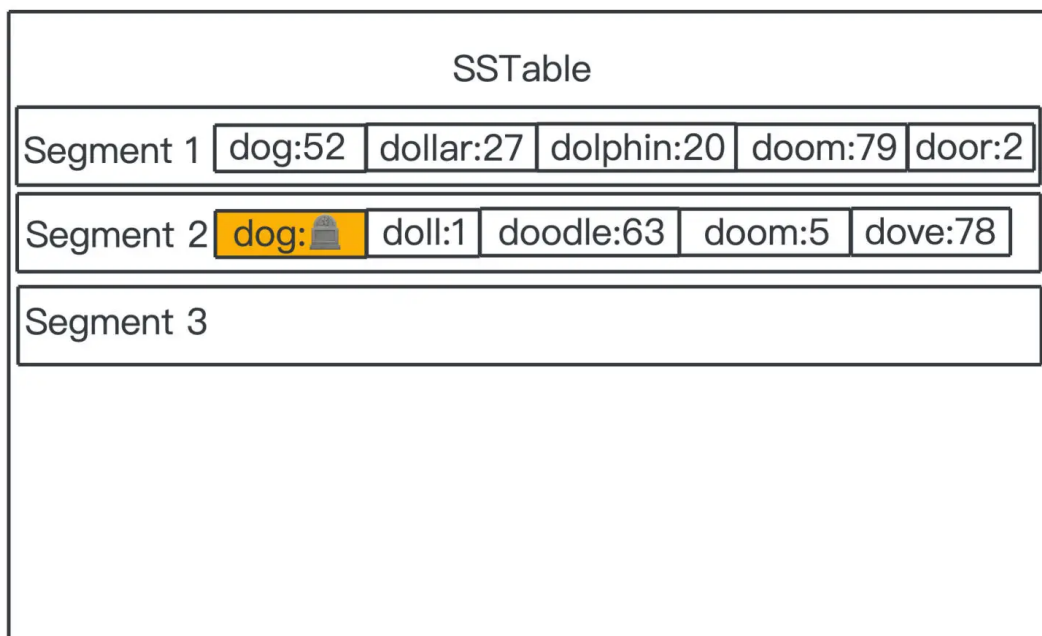 SSTable
Segment 1 dog:52 dollar:27 dolphin:20 doom:79 door:2
Segment 2 dog:🪦 doll:1 doodle:63 doom:5 dove:78
Segment 3